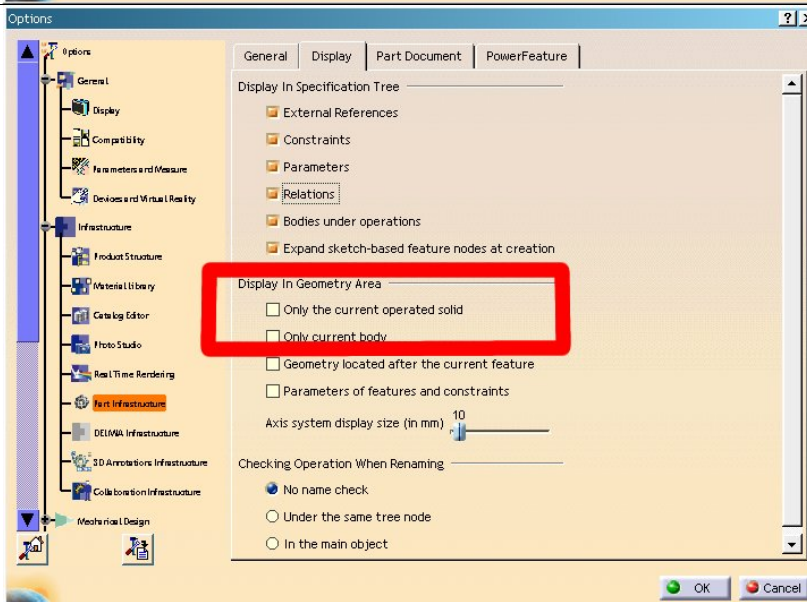 Options
Options
General
Display
Compatibility
Parameters and Measure
Devices and Virtual Reality
Infrastructure
Product Structure
Material Library
Catalog Editor
Photo Studio
Real Time Rendering
Part Infrastructure
DELMIA Infrastructure
3D Annotations Infrastructure
Collaboration Infrastructure
Mechanical Design
General Display Part Document PowerFeature
Display In Specification Tree
External References
Constraints
Parameters
Relations
Bodies under operations
Expand sketch-based feature nodes at creation
Display In Geometry Area
Only the current operated solid
Only current body
Geometry located after the current feature
Parameters of features and constraints
Axis system display size (in mm) 10
Checking Operation When Renaming
No name check
Under the same tree node
In the main object
OK Cancel